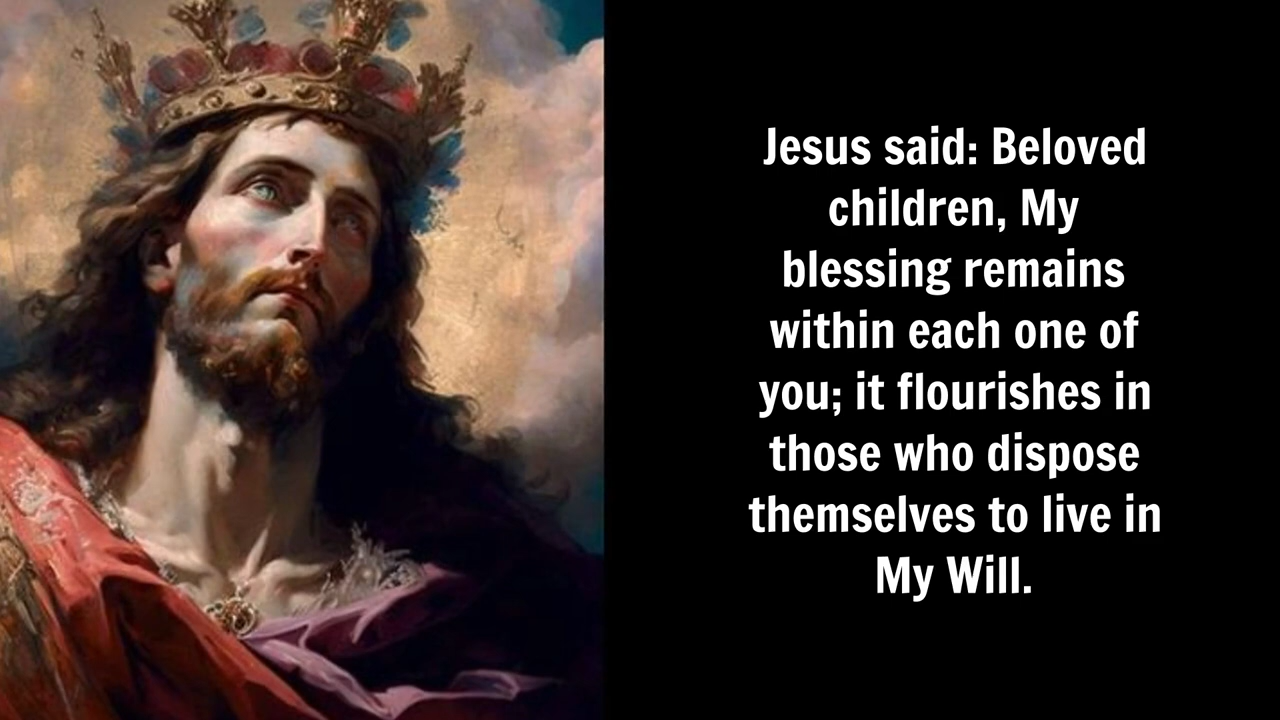 Jesus said: Beloved
children, My
blessing remains
within each one of
you; it flourishes in
those who dispose
themselves to live in
My Will.